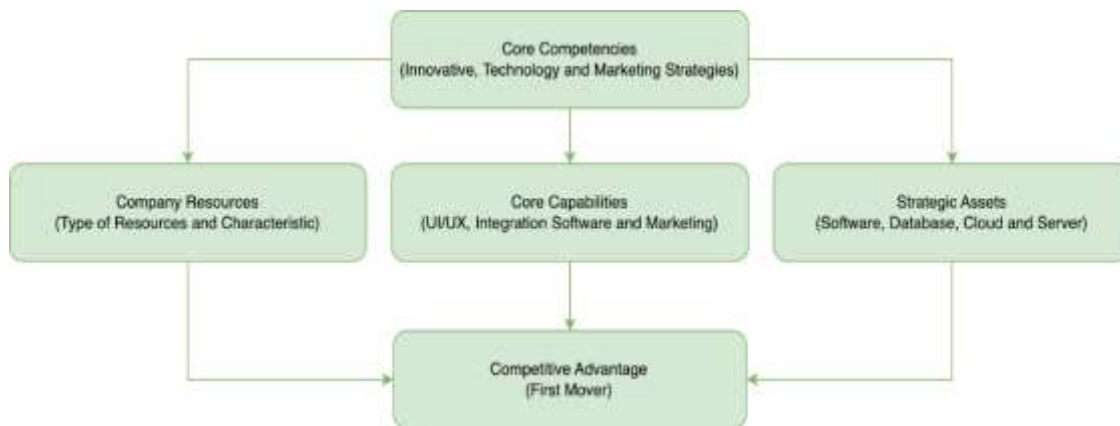 Core Competencies
(Innovative, Technology and Marketing Strategies)
Company Resources
(Type of Resources and Characteristic)
Core Capabilities
(UI/UX, Integration Software and Marketing)
Strategic Assets
(Software, Database, Cloud and Server)
Competitive Advantage
(First Mover)